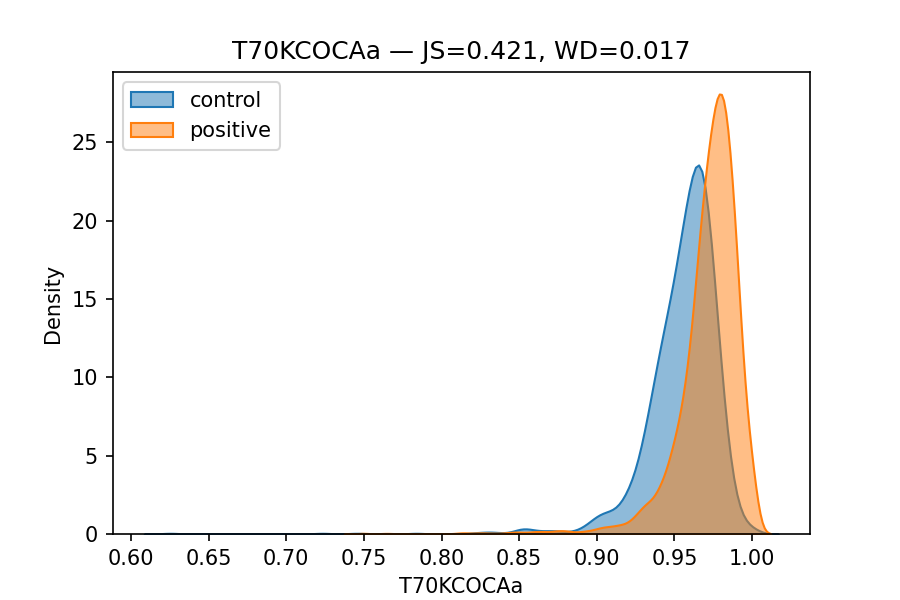 T70KCOCAa — JS=0.421, WD=0.017
control
positive
Density
25
20
15
10
5
0
0.60 0.65 0.70 0.75 0.80 0.85 0.90 0.95 1.00
T70KCOCAa